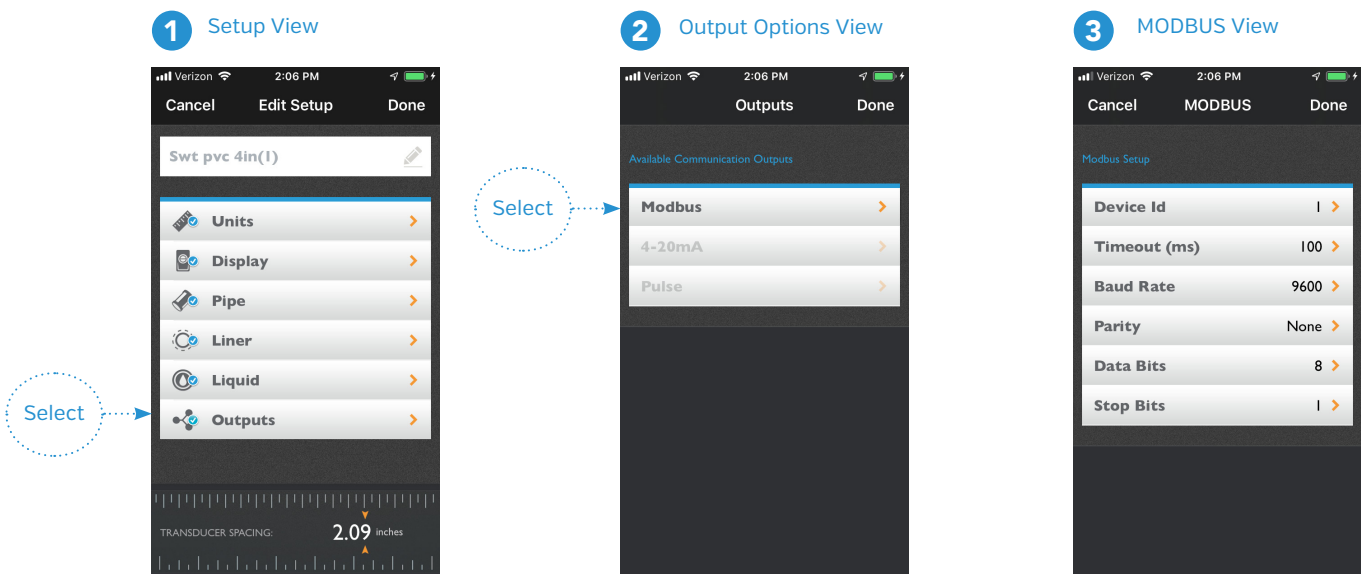 1 Setup View
Verizon 2:06 PM
Cancel Edit Setup Done
Swt pvc 4in(1)
Units
Display
Pipe
Liner
Liquid
Select
Outputs
TRANSDUCER SPACING: 2.09 inches
2 Output Options View
Verizon 2:06 PM
Outputs Done
Available Communication Outputs
Select
Modbus
4-20mA
Pulse
3 MODBUS View
Verizon 2:06 PM
Cancel MODBUS Done
Modbus Setup
Device Id 1
Timeout (ms) 100
Baud Rate 9600
Parity None
Data Bits 8
Stop Bits 1